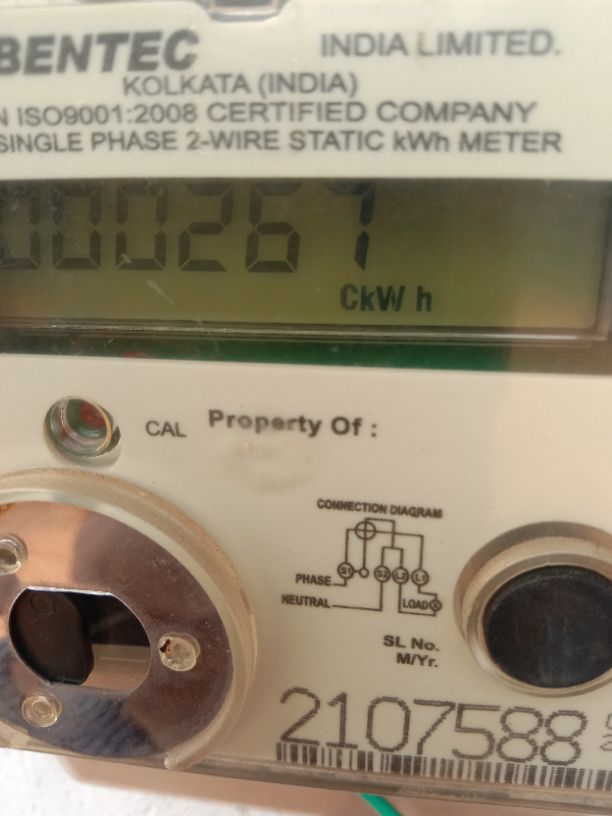 BENTEC INDIA LIMITED.
KOLKATA (INDIA)
N ISO9001:2008 CERTIFIED COMPANY
SINGLE PHASE 2-WIRE STATIC kWh METER
000267
CkW h
CAL Property Of :
CONNECTION DIAGRAM
S1 S2 L2 L1
PHASE
NEUTRAL
LOAD
SL No.
M/Yr.
2107588